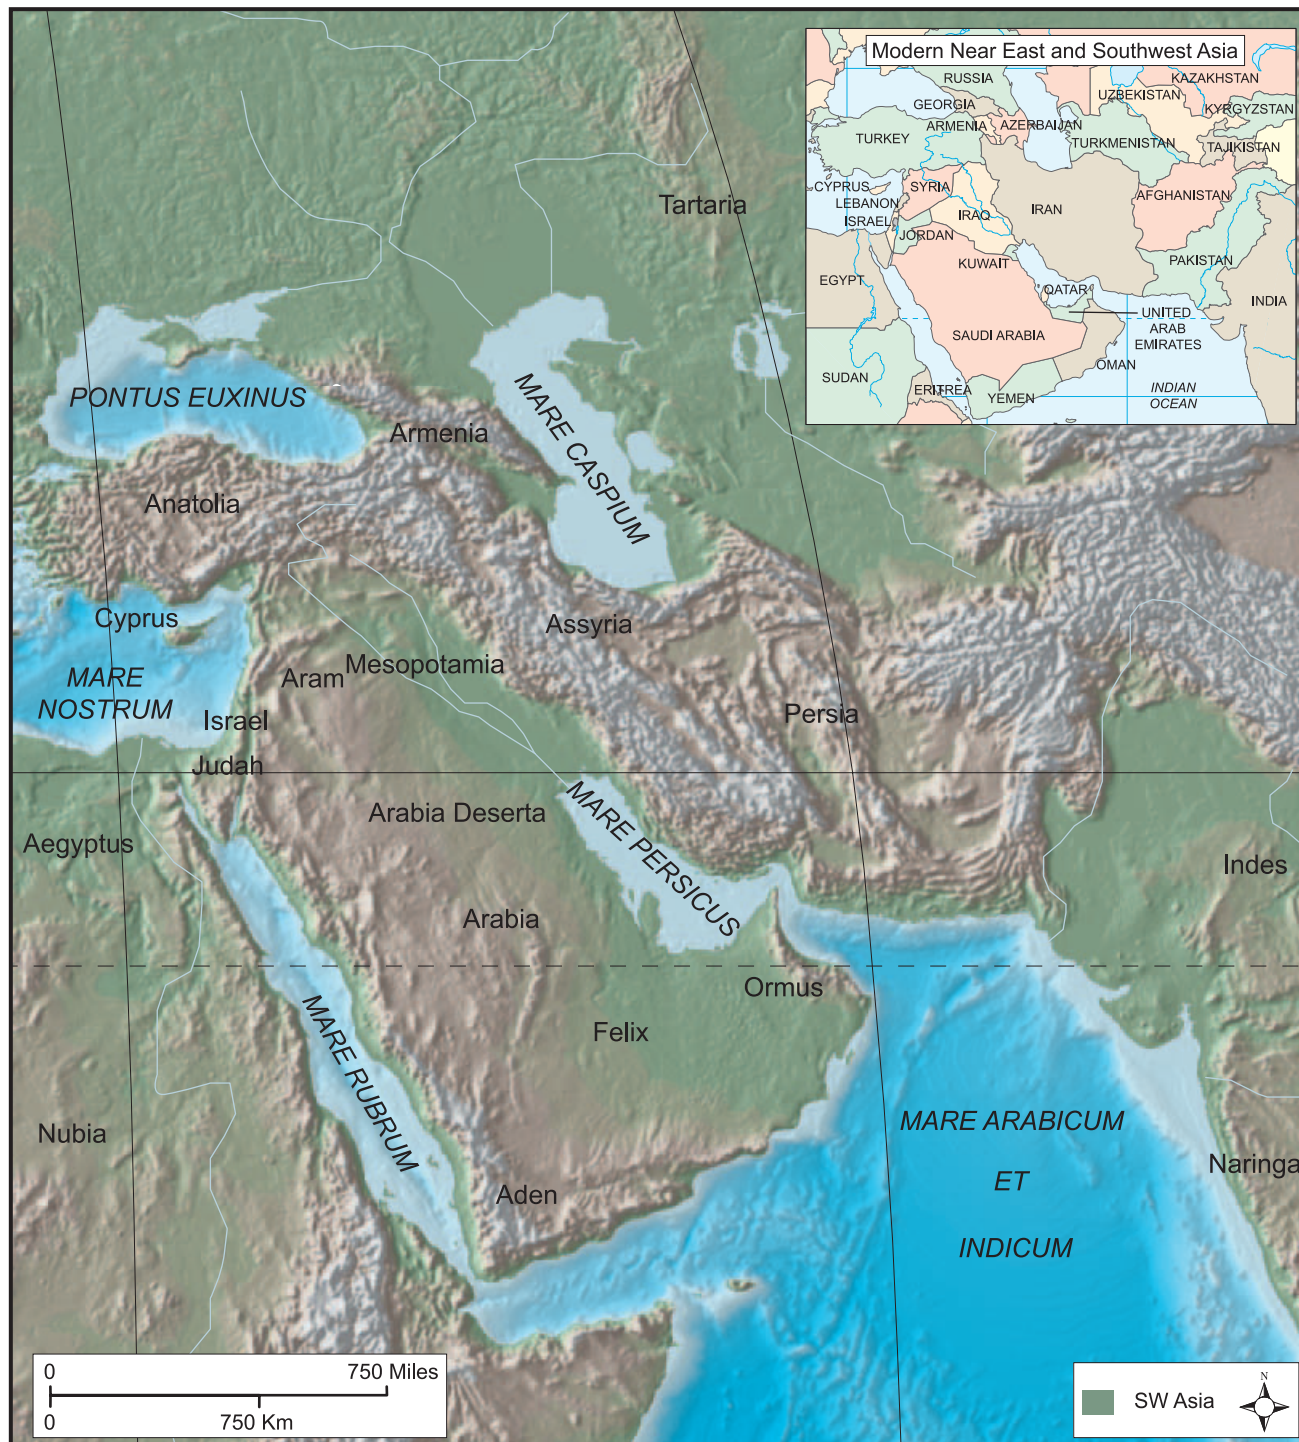 Modern Near East and Southwest Asia
RUSSIA
KAZAKHSTAN
UZBEKISTAN
GEORGIA
KYRGYZSTAN
ARMENIA
AZERBAIJAN
TURKEY
TURKMENISTAN
TAJIKISTAN
CYPRUS
SYRIA
AFGHANISTAN
LEBANON
IRAN
ISRAEL
IRAQ
JORDAN
KUWAIT
PAKISTAN
EGYPT
QATAR
INDIA
UNITED
ARAB
EMIRATES
SAUDI ARABIA
OMAN
SUDAN
ERITREA
YEMEN
INDIAN
OCEAN
Tartaria
PONTUS EUXINUS
MARE CASPIUM
Armenia
Anatolia
Cyprus
Assyria
Mesopotamia
Aram
MARE
NOSTRUM
Israel
Persia
Judah
MARE PERSICUS
Arabia Deserta
Aegyptus
Indes
Arabia
Ormus
Felix
MARE RUBRUM
MARE ARABICUM
ET
INDICUM
Nubia
Naringa
Aden
0 750 Miles
0 750 Km
SW Asia
N